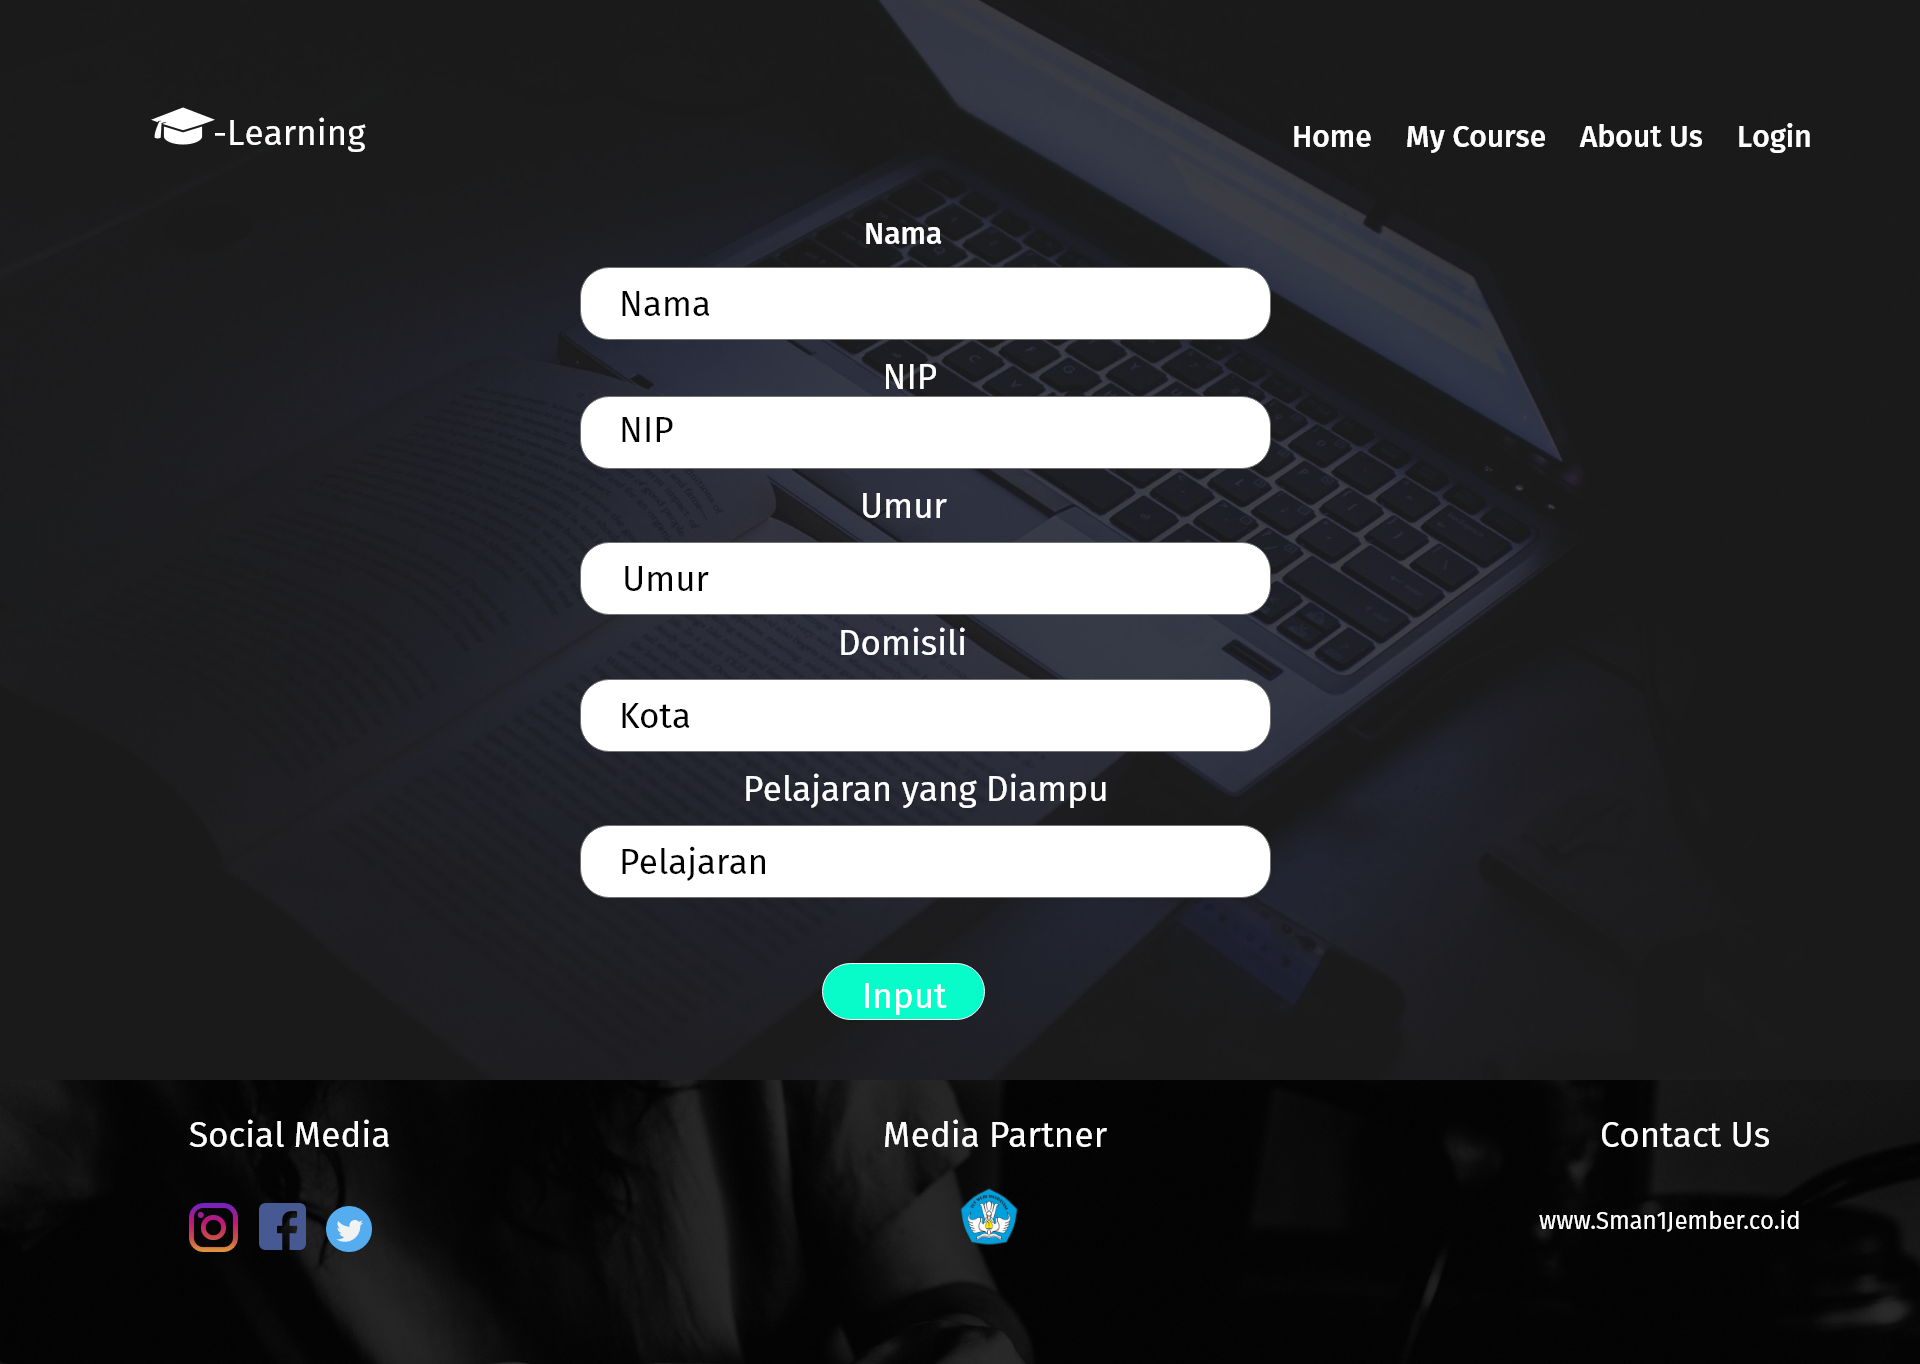 -Learning
Home My Course About Us Login
Nama
Nama
NIP
NIP
Umur
Umur
Domisili
Kota
Pelajaran yang Diampu
Pelajaran
Input
Social Media
Media Partner
Contact Us
www.Sman1Jember.co.id